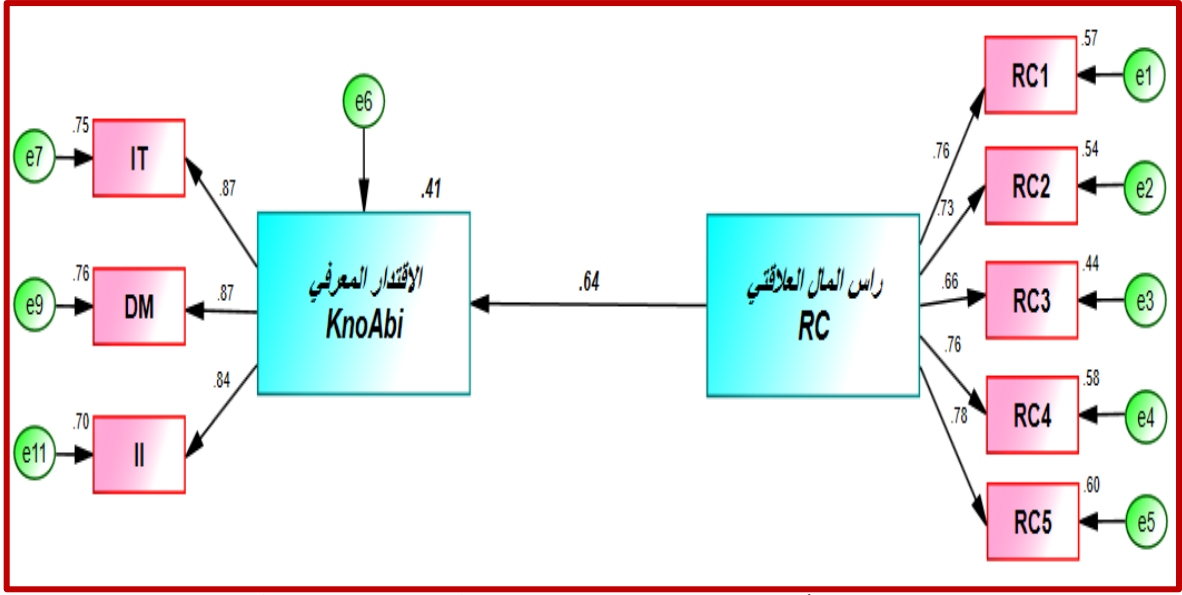 .57
RC1
e1
.76
.54
RC2
e2
.73
.44
RC3
e3
.66
.58
RC4
e4
.76
.60
RC5
e5
.78
راس المال العلاقتي
RC
.64
e6
.41
الاقتدار المعرفي
KnoAbi
.75
e7
IT
.87
.76
e9
DM
.87
.70
e11
II
.84